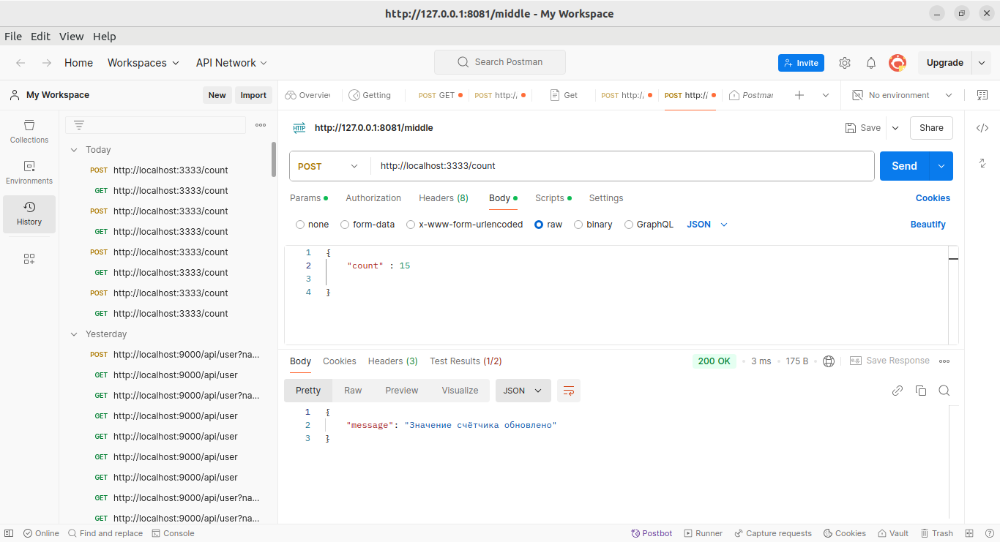 http://127.0.0.1:8081/middle - My Workspace
File Edit View Help
Home Workspaces API Network Search Postman Invite Upgrade
My Workspace New Import
Overview Getting POST GET POST http:/ Get POST http:/ POST http:/ Postman No environment
Collections
Environments
History
Today
POST http://localhost:3333/count
GET http://localhost:3333/count
POST http://localhost:3333/count
GET http://localhost:3333/count
POST http://localhost:3333/count
GET http://localhost:3333/count
POST http://localhost:3333/count
GET http://localhost:3333/count
Yesterday
POST http://localhost:9000/api/user?na...
GET http://localhost:9000/api/user
GET http://localhost:9000/api/user?na...
GET http://localhost:9000/api/user
GET http://localhost:9000/api/user
GET http://localhost:9000/api/user
GET http://localhost:9000/api/user
GET http://localhost:9000/api/user?na...
GET http://localhost:9000/api/user?na...
HTTP http://127.0.0.1:8081/middle Save Share
POST http://localhost:3333/count Send
Params Authorization Headers (8) Body Scripts Settings Cookies
none form-data x-www-form-urlencoded raw binary GraphQL JSON Beautify
1 {
2 "count" : 15
3
4 }
Body Cookies Headers (3) Test Results (1/2) 200 OK 3 ms 175 B e.g. Save Response
Pretty Raw Preview Visualize JSON
1 {
2 "message": "Значение счётчика обновлено"
3 }
Online Find and replace Console Postbot Runner Capture requests Cookies Vault Trash